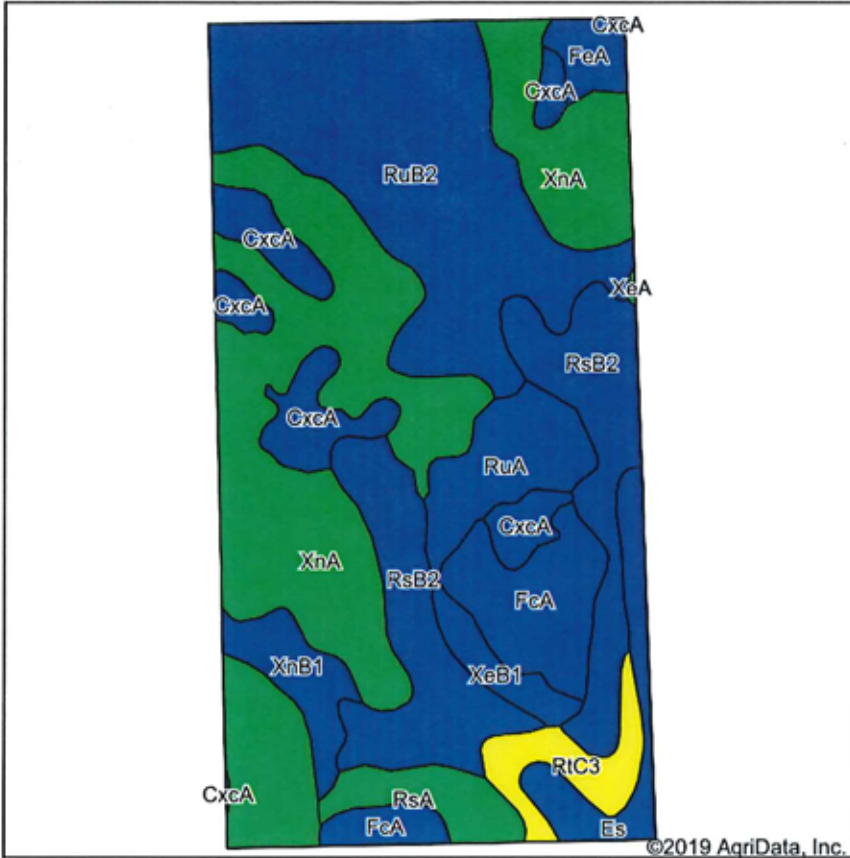 CxcA
FeA
CxcA
RuB2
XnA
CxcA
XeA
CxcA
RsB2
CxcA
RuA
CxcA
XnA
RsB2
FcA
XnB1
XeB1
RtC3
CxcA
RsA
FcA
Es
©2019 AgriData, Inc.